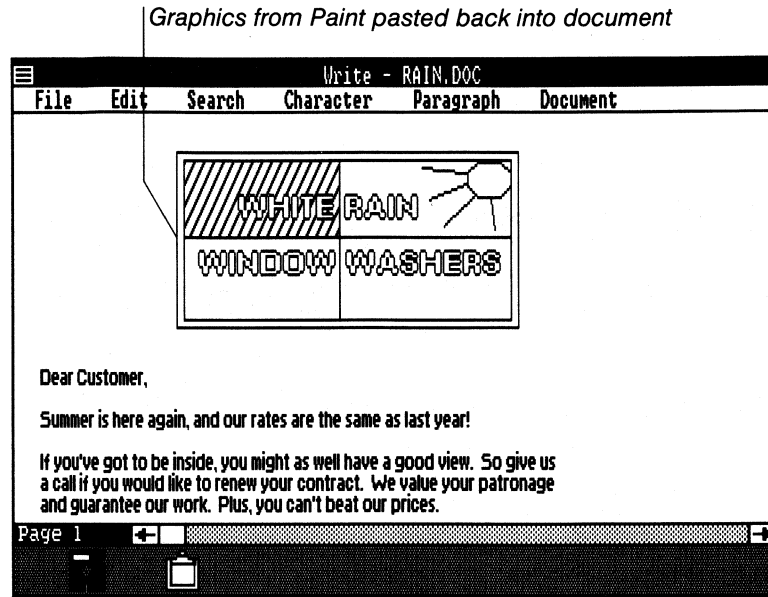 Graphics from Paint pasted back into document
Write - RAIN.DOC
File Edit Search Character Paragraph Document
WHITE RAIN
WINDOW WASHERS
Dear Customer,
Summer is here again, and our rates are the same as last year!
If you've got to be inside, you might as well have a good view. So give us
a call if you would like to renew your contract. We value your patronage
and guarantee our work. Plus, you can't beat our prices.
Page 1